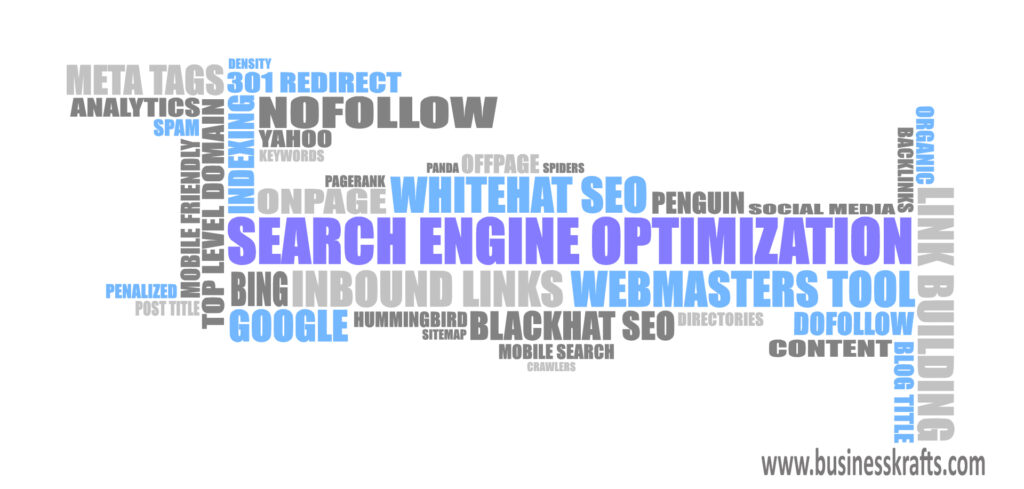 DENSITY
META TAGS
301 REDIRECT
ANALYTICS
NOFOLLOW
SPAM
INDEXING
YAHOO
KEYWORDS
MOBILE FRIENDLY
TOP LEVEL DOMAIN
PANDA
OFFPAGE
SPIDERS
PAGERANK
ONPAGE
WHITEHAT SEO
PENGUIN
SOCIAL MEDIA
ORGANIC
BACKLINKS
LINK BUILDING
SEARCH ENGINE OPTIMIZATION
PENALIZED
POST TITLE
BING
INBOUND LINKS
WEBMASTERS TOOL
GOOGLE
HUMMINGBIRD
SITEMAP
BLACKHAT SEO
DIRECTORIES
DOFOLLOW
MOBILE SEARCH
CONTENT
CRAWLERS
BLOG TITLE
www.businesskrafts.com